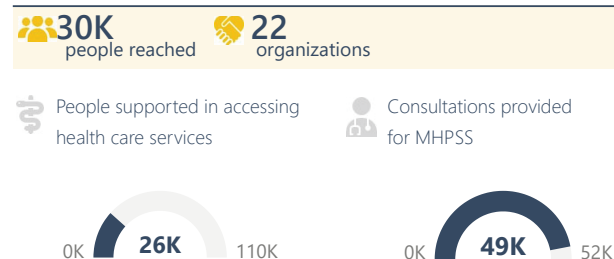 30K
people reached
22
organizations
People supported in accessing
health care services
Consultations provided
for MHPSS
0K
26K
110K
0K
49K
52K